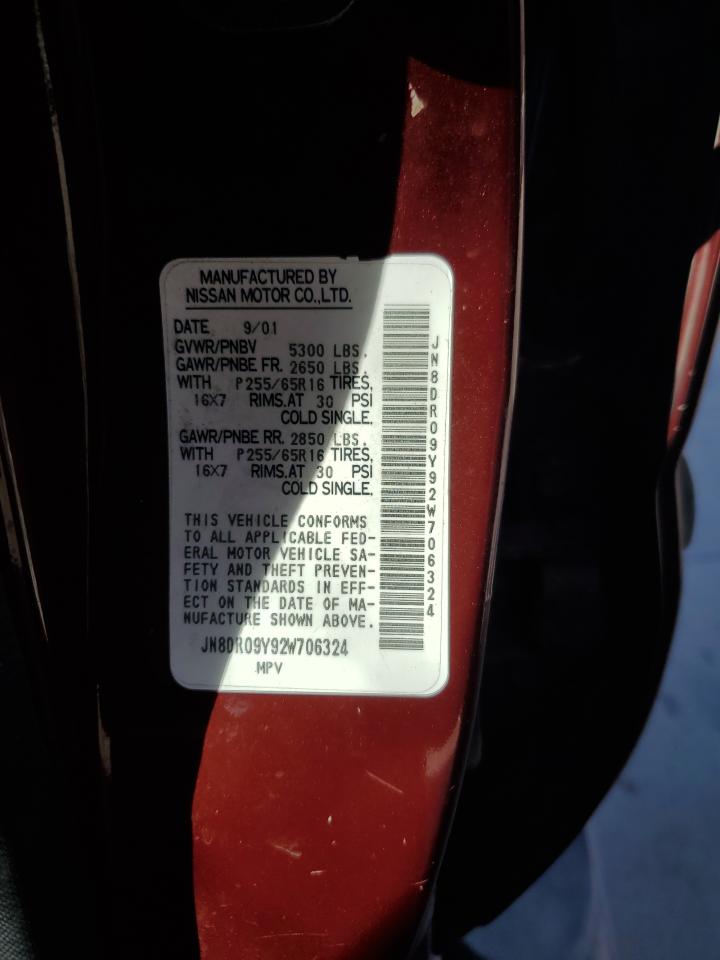 MANUFACTURED BY
NISSAN MOTOR CO.,LTD.
DATE 9/01
GVWR/PNBV 5300 LBS.
GAWR/PNBE FR. 2650 LBS.
WITH P255/65R16 TIRES,
16X7 RIMS.AT 30 PSI
COLD SINGLE.
GAWR/PNBE RR. 2850 LBS.
WITH P255/65R16 TIRES,
16X7 RIMS.AT 30 PSI
COLD SINGLE.
THIS VEHICLE CONFORMS
TO ALL APPLICABLE FED-
ERAL MOTOR VEHICLE SA-
FETY AND THEFT PREVEN-
TION STANDARDS IN EFF-
ECT ON THE DATE OF MA-
NUFACTURE SHOWN ABOVE.
JN8DR09Y92W706324
MPV
JN8DR09Y92W706324